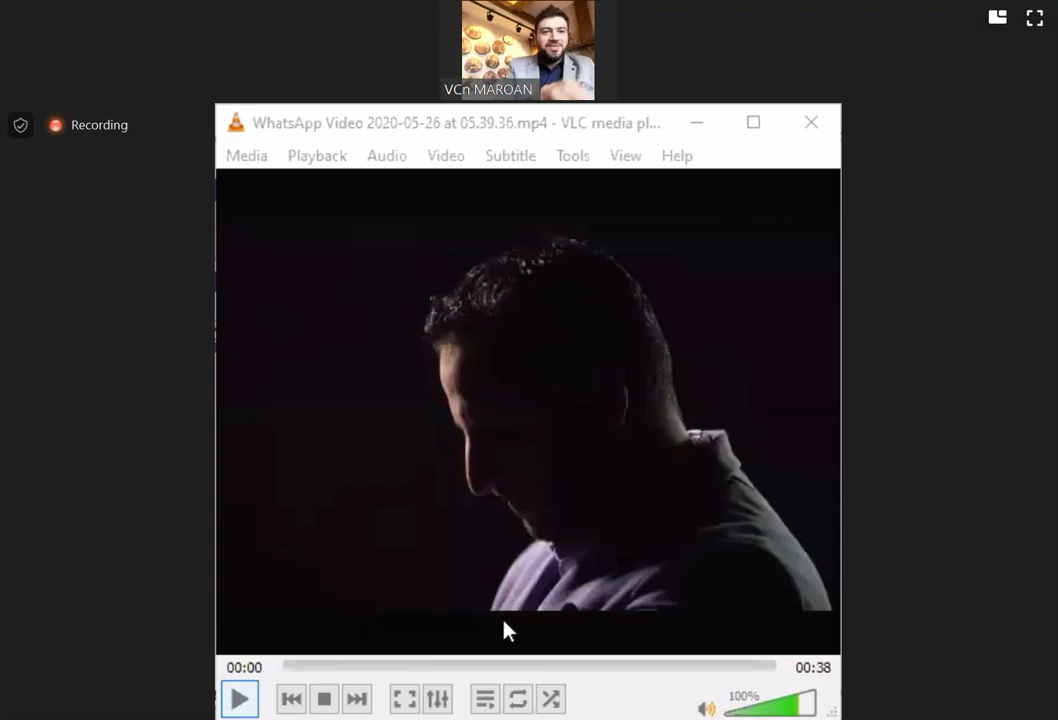 VCn MAROAN
Recording
WhatsApp Video 2020-05-26 at 05.39.36.mp4 - VLC media pl...
Media Playback Audio Video Subtitle Tools View Help
00:00 00:38
100%